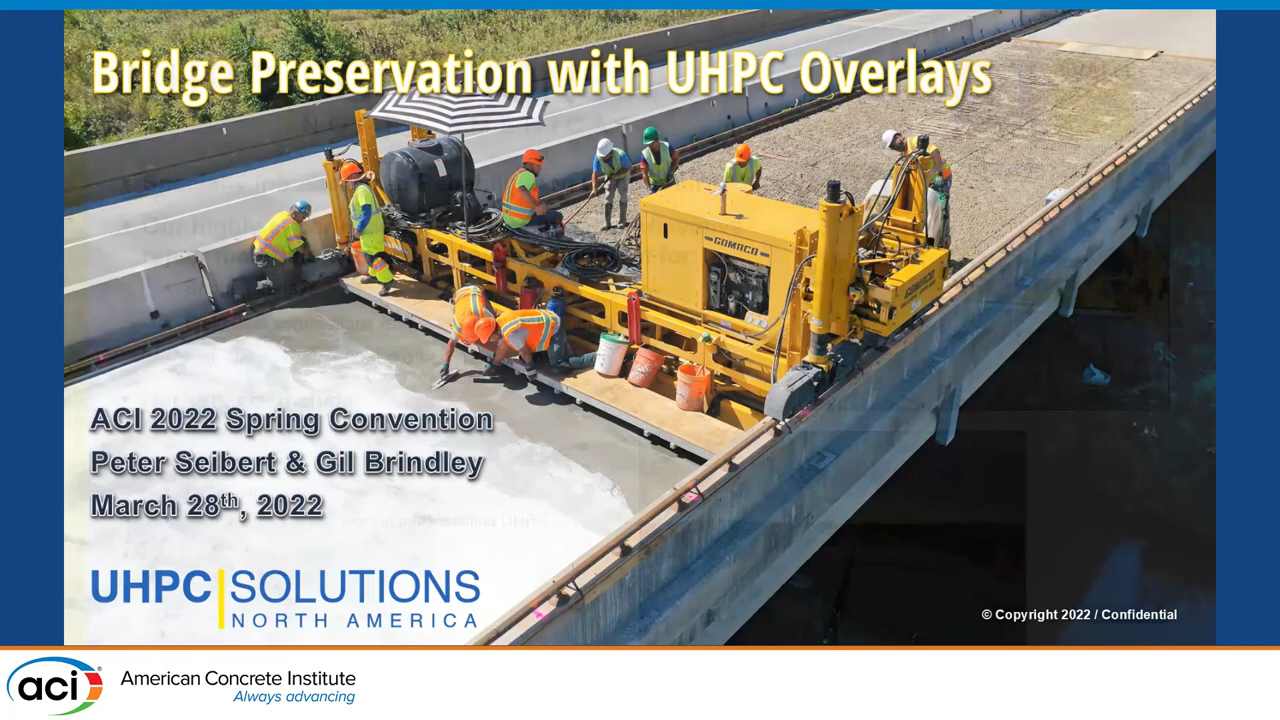 Bridge Preservation with UHPC Overlays
GOMACO
ACI 2022 Spring Convention
Peter Seibert & Gil Brindley
March 28th, 2022
UHPC SOLUTIONS
NORTH AMERICA
© Copyright 2022 / Confidential
aci®
American Concrete Institute
Always advancing